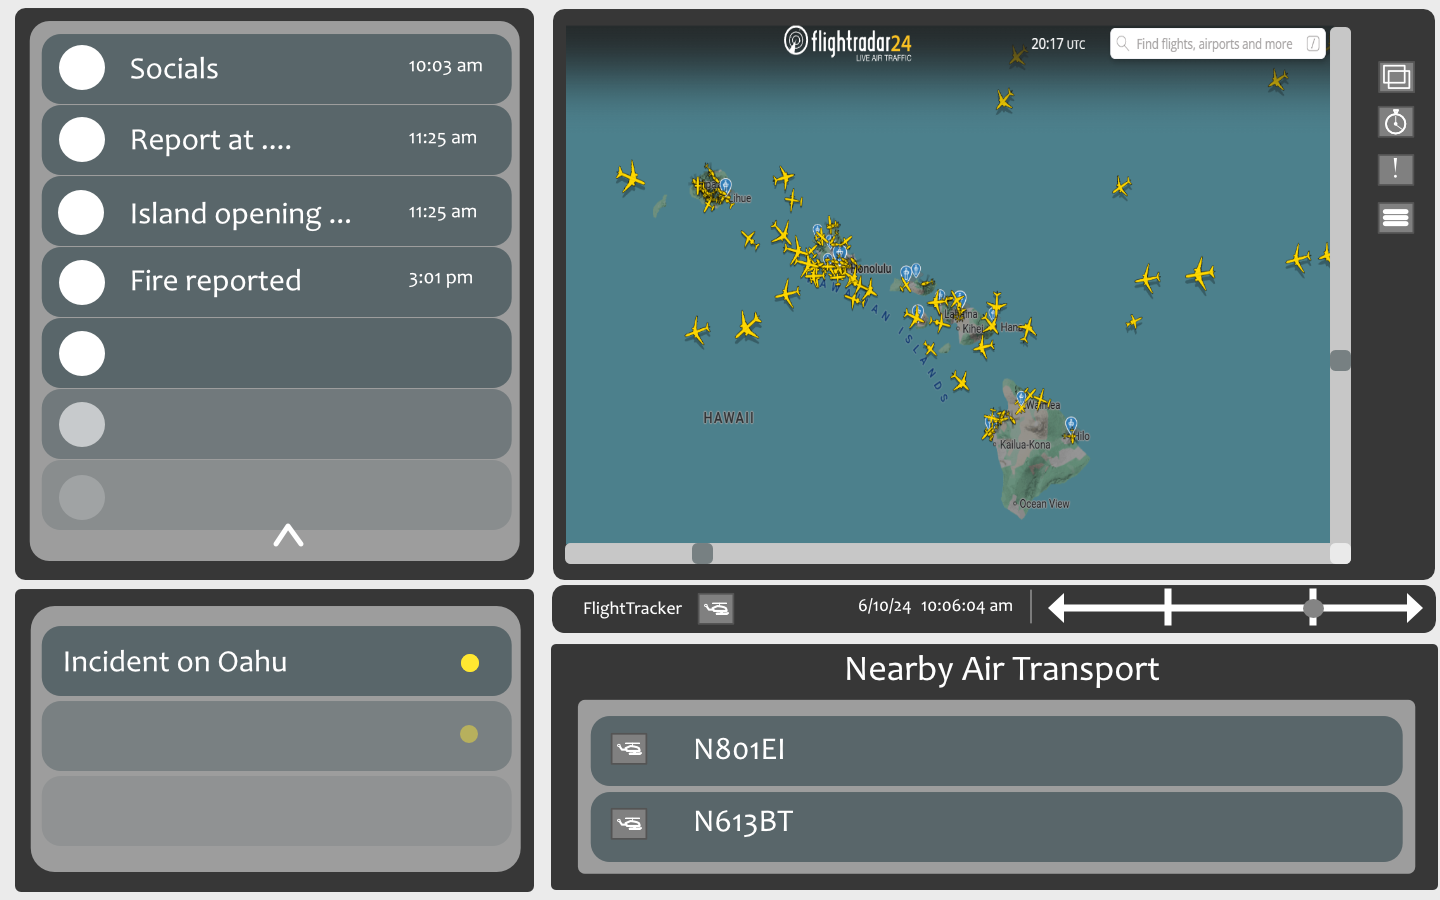 Socials 10:03 am
Report at .... 11:25 am
Island opening ... 11:25 am
Fire reported 3:01 pm
Incident on Oahu
flightradar24
LIVE AIR TRAFFIC
20:17 UTC
Find flights, airports and more /
Lihue
Honolulu
HAWAIIAN ISLANDS
Lahaina
Kihei
Hana
HAWAII
Waimea
Hilo
Kailua-Kona
Ocean View
!
FlightTracker
6/10/24 10:06:04 am
Nearby Air Transport
N801EI
N613BT